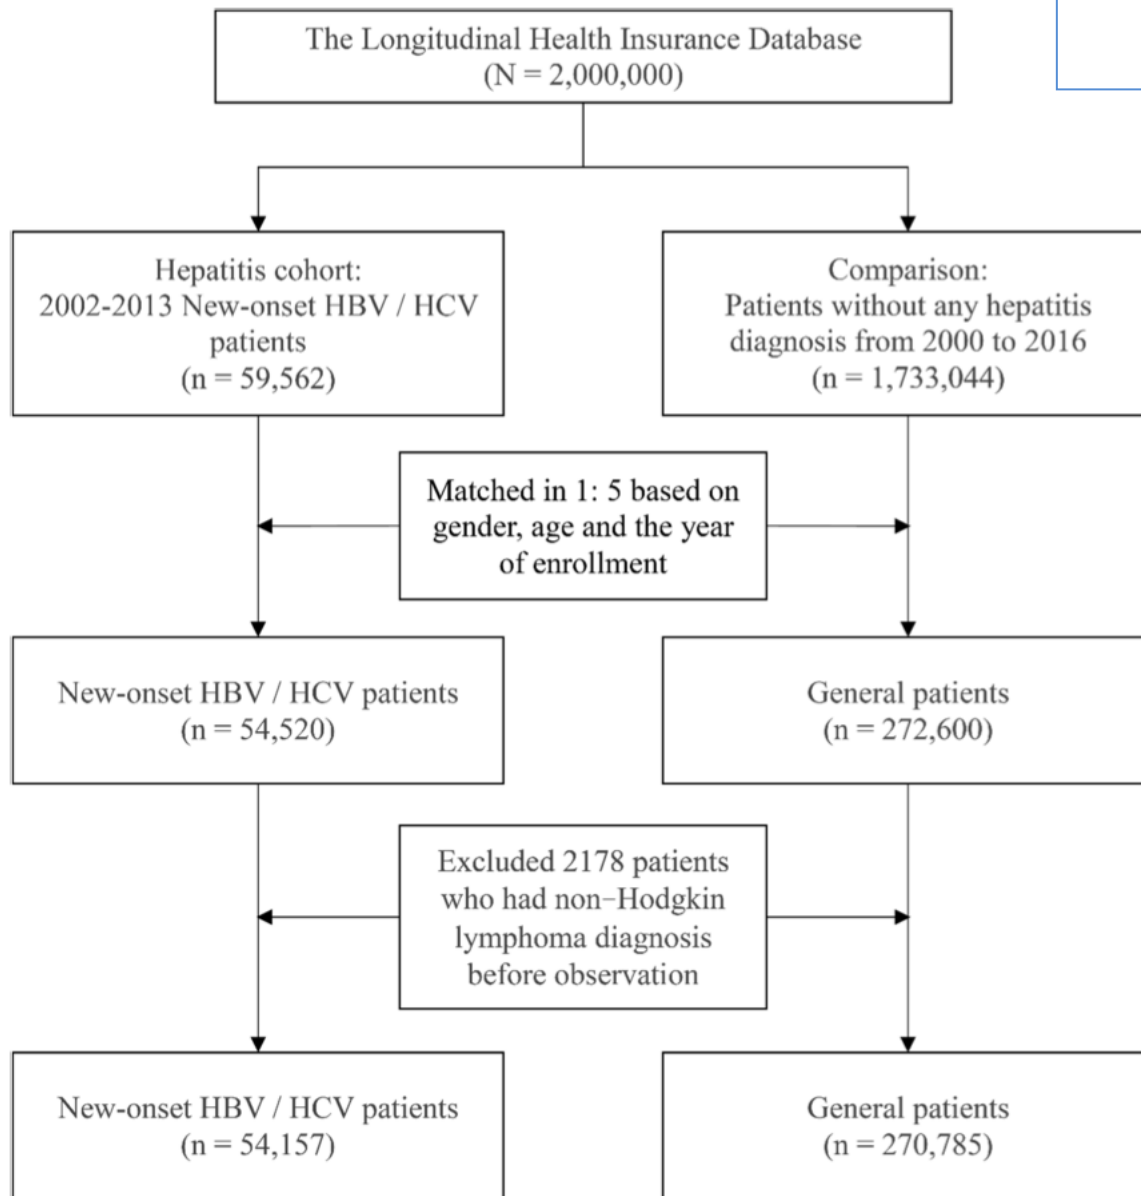 The Longitudinal Health Insurance Database
(N = 2,000,000)
Hepatitis cohort:
2002-2013 New-onset HBV / HCV
patients
(n = 59,562)
Comparison:
Patients without any hepatitis
diagnosis from 2000 to 2016
(n = 1,733,044)
Matched in 1: 5 based on
gender, age and the year
of enrollment
New-onset HBV / HCV patients
(n = 54,520)
General patients
(n = 272,600)
Excluded 2178 patients
who had non−Hodgkin
lymphoma diagnosis
before observation
New-onset HBV / HCV patients
(n = 54,157)
General patients
(n = 270,785)